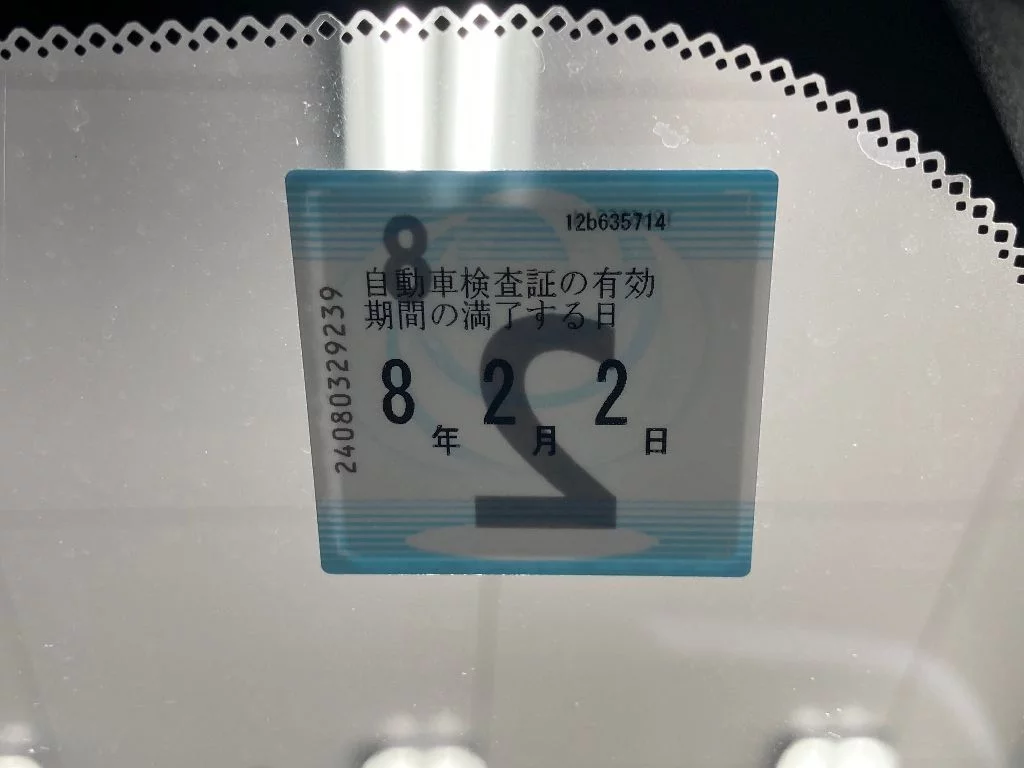 12b635714
8
自動車検査証の有効
期間の満了する日
8年2月2日
2
24080329239